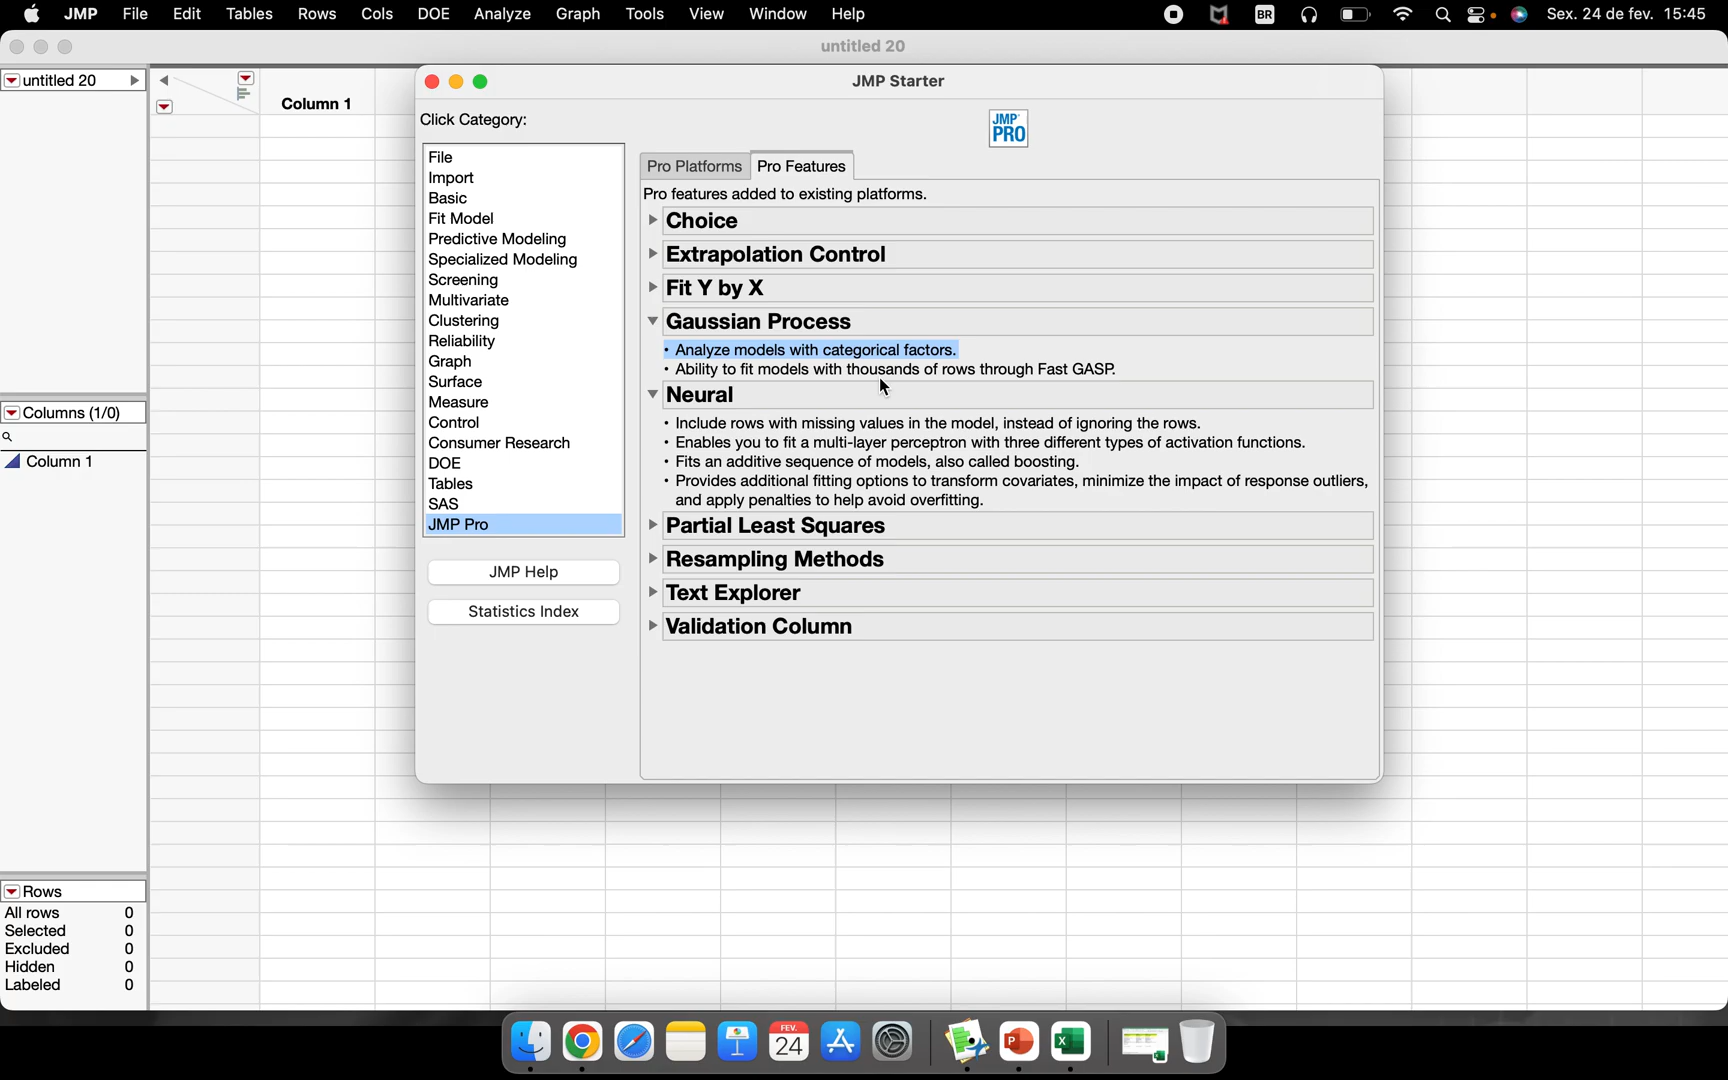 JMP File Edit Tables Rows Cols DOE Analyze Graph Tools View Window Help BR Sex. 24 de fev. 15:45
untitled 20
untitled 20
Column 1
Columns (1/0)
Column 1
Rows
All rows 0
Selected 0
Excluded 0
Hidden 0
Labeled 0
JMP Starter
Click Category:
File
Import
Basic
Fit Model
Predictive Modeling
Specialized Modeling
Screening
Multivariate
Clustering
Reliability
Graph
Surface
Measure
Control
Consumer Research
DOE
Tables
SAS
JMP Pro
JMP Help
Statistics Index
JMP
PRO
Pro Platforms Pro Features
Pro features added to existing platforms.
Choice
Extrapolation Control
Fit Y by X
Gaussian Process
• Analyze models with categorical factors.
• Ability to fit models with thousands of rows through Fast GASP.
Neural
• Include rows with missing values in the model, instead of ignoring the rows.
• Enables you to fit a multi-layer perceptron with three different types of activation functions.
• Fits an additive sequence of models, also called boosting.
• Provides additional fitting options to transform covariates, minimize the impact of response outliers,
and apply penalties to help avoid overfitting.
Partial Least Squares
Resampling Methods
Text Explorer
Validation Column
FEV.
24
P
X